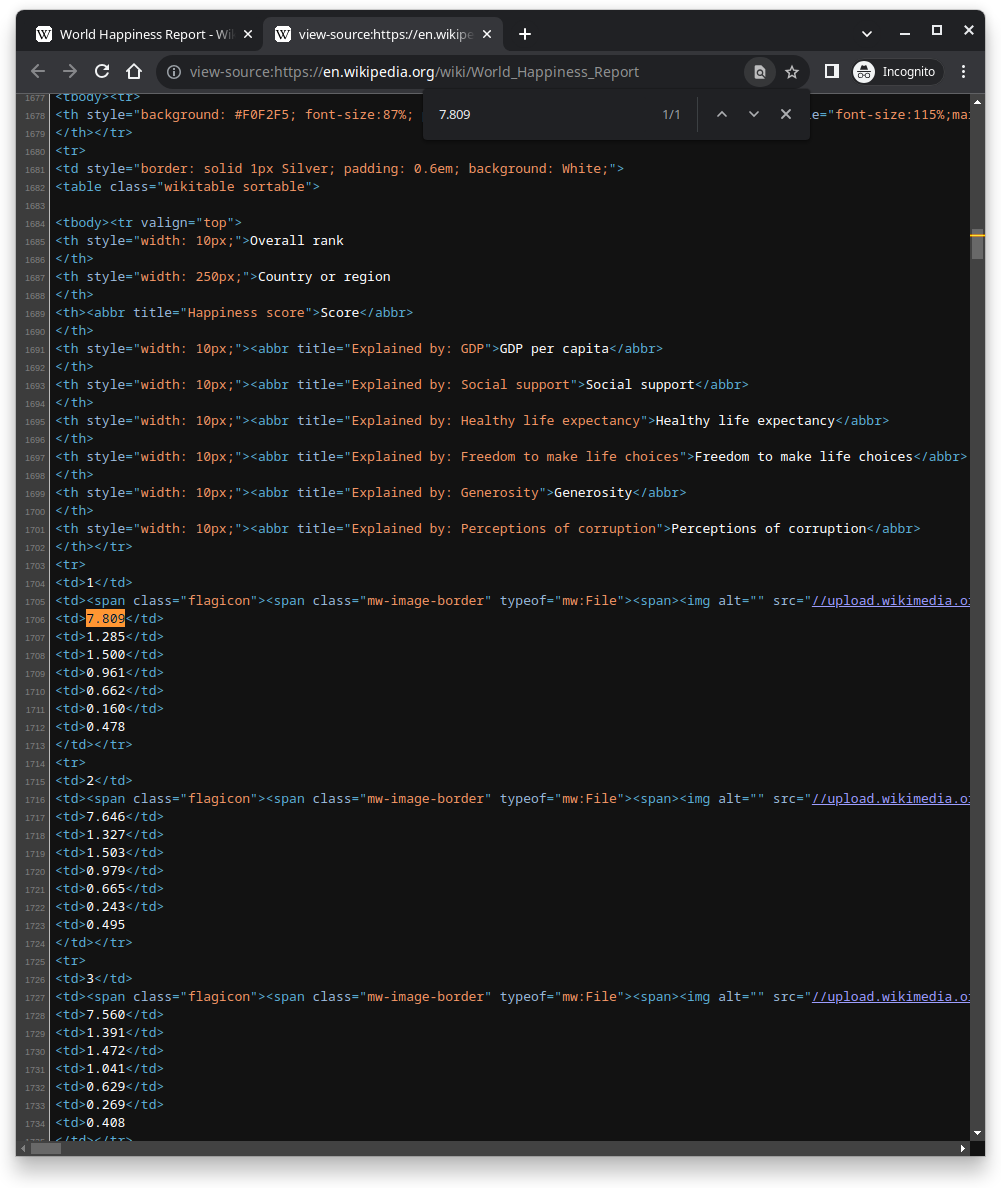 World Happiness Report - Wik
view-source:https://en.wikipe
view-source:https://en.wikipedia.org/wiki/World_Happiness_Report
Incognito
7.809
1/1
1677 <tbody><tr>
1678 <th style="background: #F0F2F5; font-size:87%; e="font-size:115%;mai
1679 </th></tr>
1680 <tr>
1681 <td style="border: solid 1px Silver; padding: 0.6em; background: White;">
1682 <table class="wikitable sortable">
1683
1684 <tbody><tr valign="top">
1685 <th style="width: 10px;">Overall rank
1686 </th>
1687 <th style="width: 250px;">Country or region
1688 </th>
1689 <th><abbr title="Happiness score">Score</abbr>
1690 </th>
1691 <th style="width: 10px;"><abbr title="Explained by: GDP">GDP per capita</abbr>
1692 </th>
1693 <th style="width: 10px;"><abbr title="Explained by: Social support">Social support</abbr>
1694 </th>
1695 <th style="width: 10px;"><abbr title="Explained by: Healthy life expectancy">Healthy life expectancy</abbr>
1696 </th>
1697 <th style="width: 10px;"><abbr title="Explained by: Freedom to make life choices">Freedom to make life choices</abbr>
1698 </th>
1699 <th style="width: 10px;"><abbr title="Explained by: Generosity">Generosity</abbr>
1700 </th>
1701 <th style="width: 10px;"><abbr title="Explained by: Perceptions of corruption">Perceptions of corruption</abbr>
1702 </th></tr>
1703 <tr>
1704 <td>1</td>
1705 <td><span class="flagicon"><span class="mw-image-border" typeof="mw:File"><span><img alt="" src="//upload.wikimedia.o
1706 <td>7.809</td>
1707 <td>1.285</td>
1708 <td>1.500</td>
1709 <td>0.961</td>
1710 <td>0.662</td>
1711 <td>0.160</td>
1712 <td>0.478
1713 </td></tr>
1714 <tr>
1715 <td>2</td>
1716 <td><span class="flagicon"><span class="mw-image-border" typeof="mw:File"><span><img alt="" src="//upload.wikimedia.o
1717 <td>7.646</td>
1718 <td>1.327</td>
1719 <td>1.503</td>
1720 <td>0.979</td>
1721 <td>0.665</td>
1722 <td>0.243</td>
1723 <td>0.495
1724 </td></tr>
1725 <tr>
1726 <td>3</td>
1727 <td><span class="flagicon"><span class="mw-image-border" typeof="mw:File"><span><img alt="" src="//upload.wikimedia.o
1728 <td>7.560</td>
1729 <td>1.391</td>
1730 <td>1.472</td>
1731 <td>1.041</td>
1732 <td>0.629</td>
1733 <td>0.269</td>
1734 <td>0.408
1735 </td></tr>